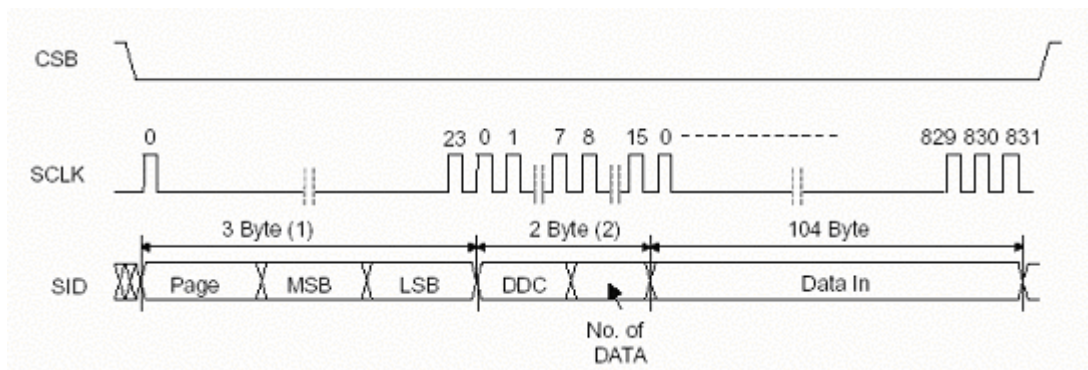 CSB
0 23 0 1 7 8 15 0 829 830 831
SCLK
3 Byte (1) 2 Byte (2) 104 Byte
SID Page MSB LSB DDC Data In
No. of
DATA